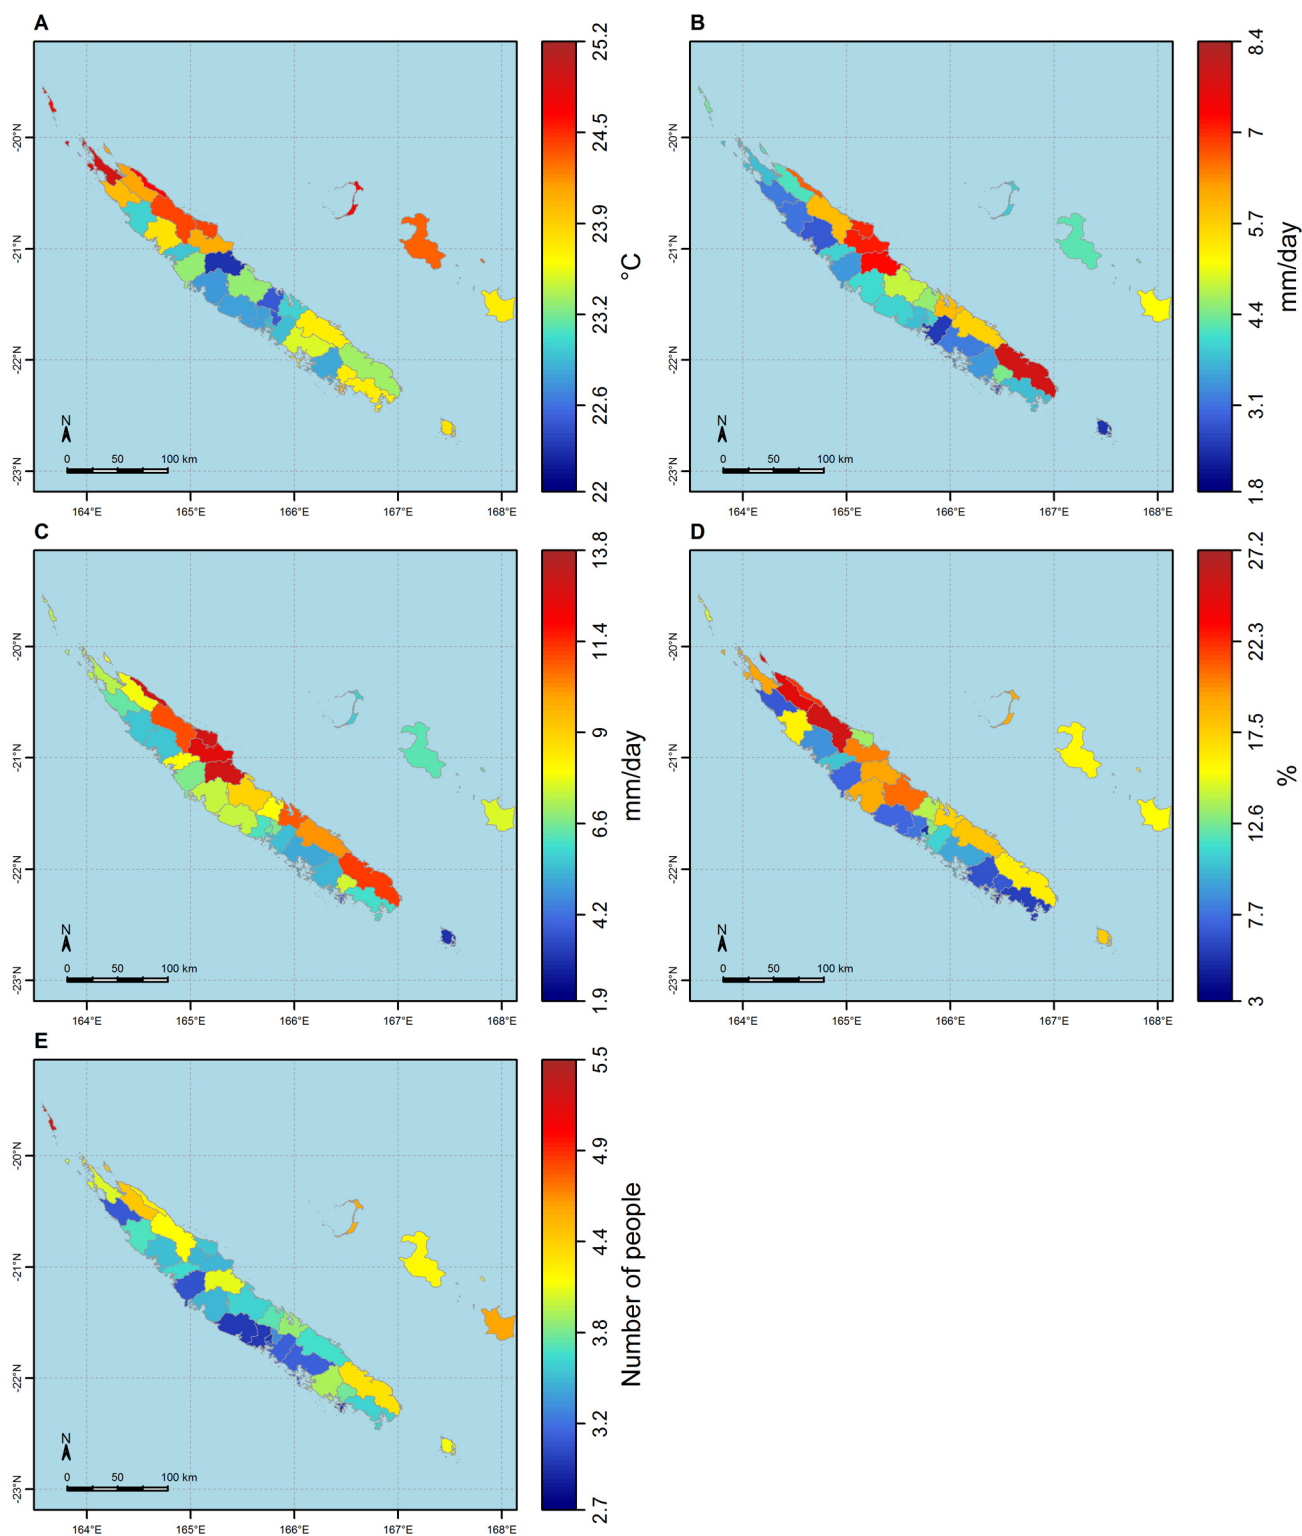 A
B
-20°N
-21°N
-22°N
-23°N
164°E 165°E 166°E 167°E 168°E
N
0 50 100 km
22 22.6 23.2 23.9 24.5 25.2
°C
-20°N
-21°N
-22°N
-23°N
164°E 165°E 166°E 167°E 168°E
N
0 50 100 km
1.8 3.1 4.4 5.7 7 8.4
mm/day
C
D
-20°N
-21°N
-22°N
-23°N
164°E 165°E 166°E 167°E 168°E
N
0 50 100 km
1.9 4.2 6.6 9 11.4 13.8
mm/day
-20°N
-21°N
-22°N
-23°N
164°E 165°E 166°E 167°E 168°E
N
0 50 100 km
3 7.7 12.6 17.5 22.3 27.2
%
E
-20°N
-21°N
-22°N
-23°N
164°E 165°E 166°E 167°E 168°E
N
0 50 100 km
2.7 3.2 3.8 4.4 4.9 5.5
Number of people